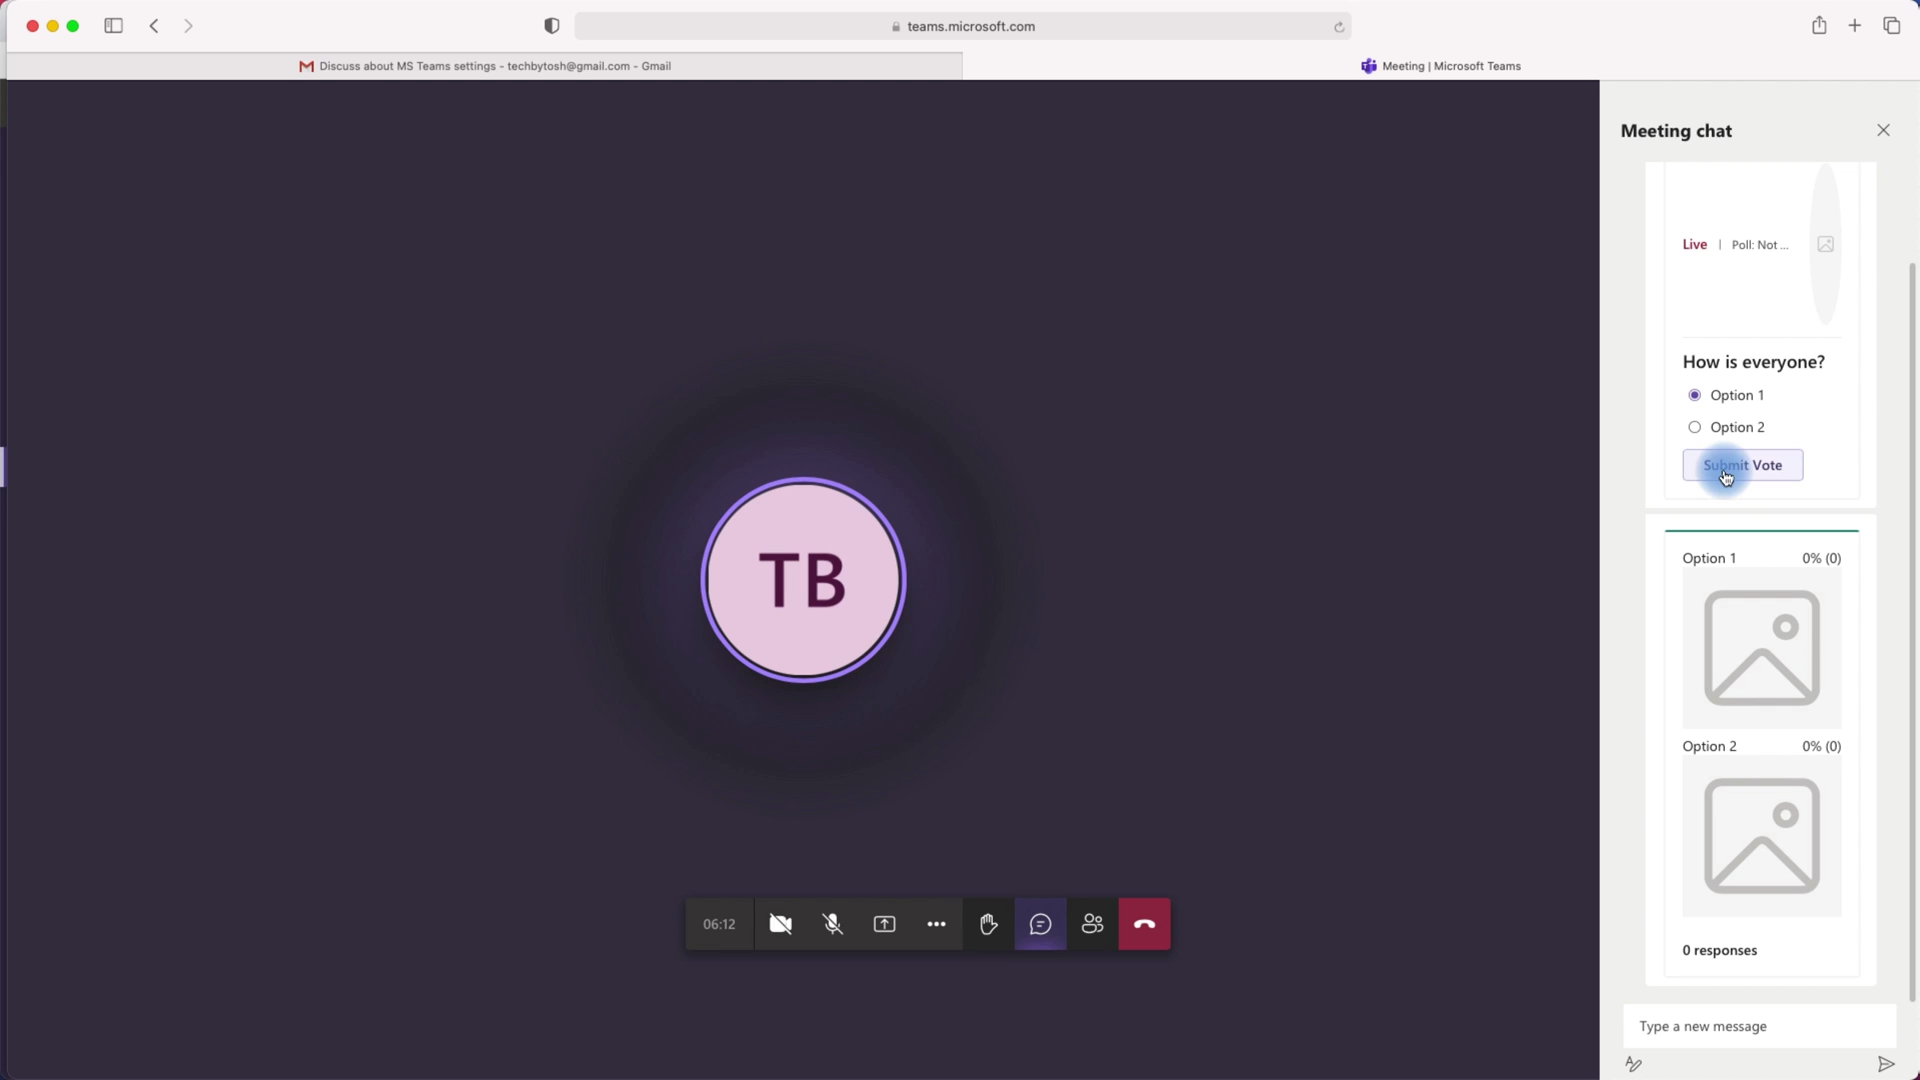 teams.microsoft.com
Discuss about MS Teams settings - techbytosh@gmail.com - Gmail
Meeting | Microsoft Teams
Meeting chat
Live | Poll: Not ...
How is everyone?
Option 1
Option 2
Submit Vote
Option 1 0% (0)
Option 2 0% (0)
0 responses
TB
06:12
Type a new message